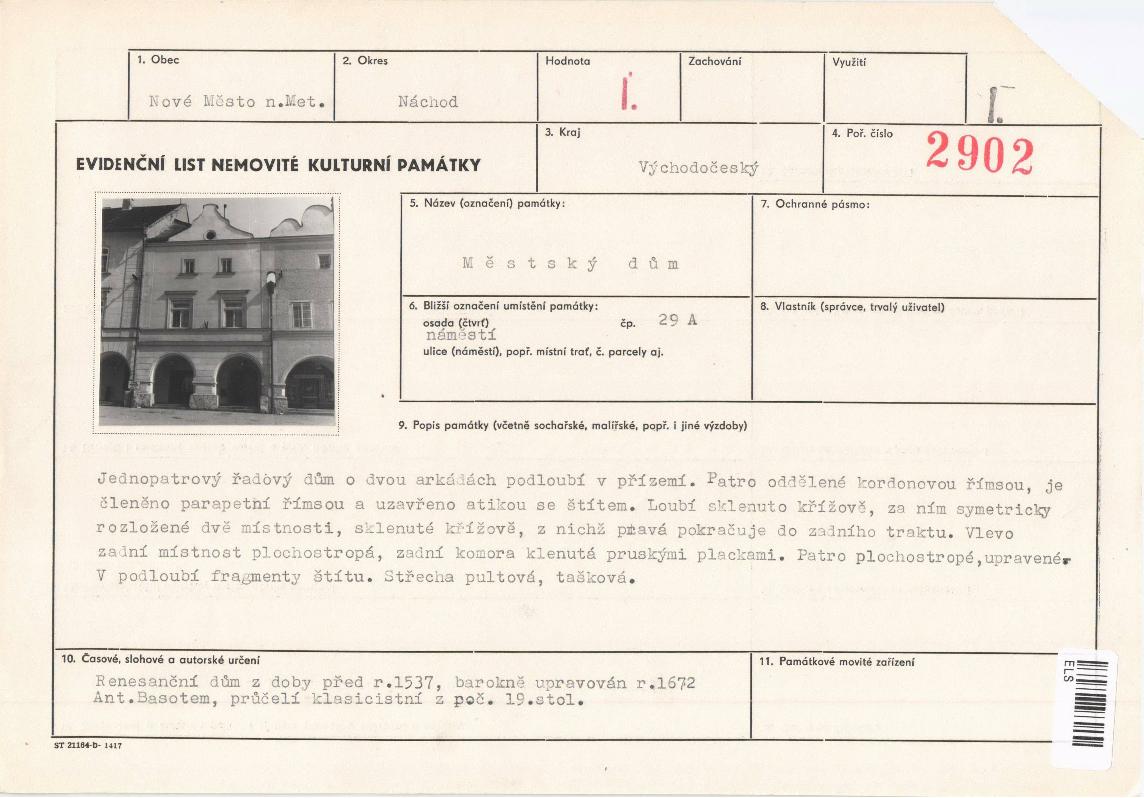 1. Obec
2. Okres
Hodnota
Zachování
Využití
Nové Město n.Met.
Náchod
I.
I.
EVIDENČNÍ LIST NEMOVITÉ KULTURNÍ PAMÁTKY
3. Kraj
Východočeský
4. Poř. číslo
2902
5. Název (označení) památky:
Městský dům
7. Ochranné pásmo:
6. Bližší označení umístění památky:
osada (čtvrť)
čp. 29 A
náměstí
ulice (náměstí), popř. místní trať, č. parcely aj.
8. Vlastník (správce, trvalý uživatel)
9. Popis památky (včetně sochařské, malířské, popř. i jiné výzdoby)
Jednopatrový řadový dům o dvou arkádách podloubí v přízemí. Patro oddělené kordonovou římsou, je
členěno parapetní římsou a uzavřeno atikou se štítem. Loubí sklenuto křížově, za ním symetricky
rozložené dvě místnosti, sklenuté křížově, z nichž pravá pokračuje do zadního traktu. Vlevo
zadní místnost plochostropá, zadní komora klenutá pruskými plackami. Patro plochostropé,upravené.
V podloubí fragmenty štítu. Střecha pultová, tašková.
10. Časové, slohové a autorské určení
Renesanční dům z doby před r.1537, barokně upravován r.1672
Ant.Basotem, průčelí klasicistní z poč. 19.stol.
11. Památkové movité zařízení
ELS
ST 21164-b- 1417